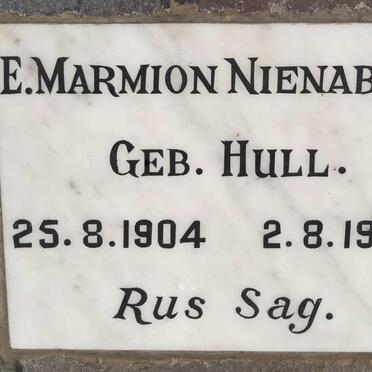 E. MARMION NIENAB
GEB. HULL.
25.8.1904 2.8.19
Rus Sag.